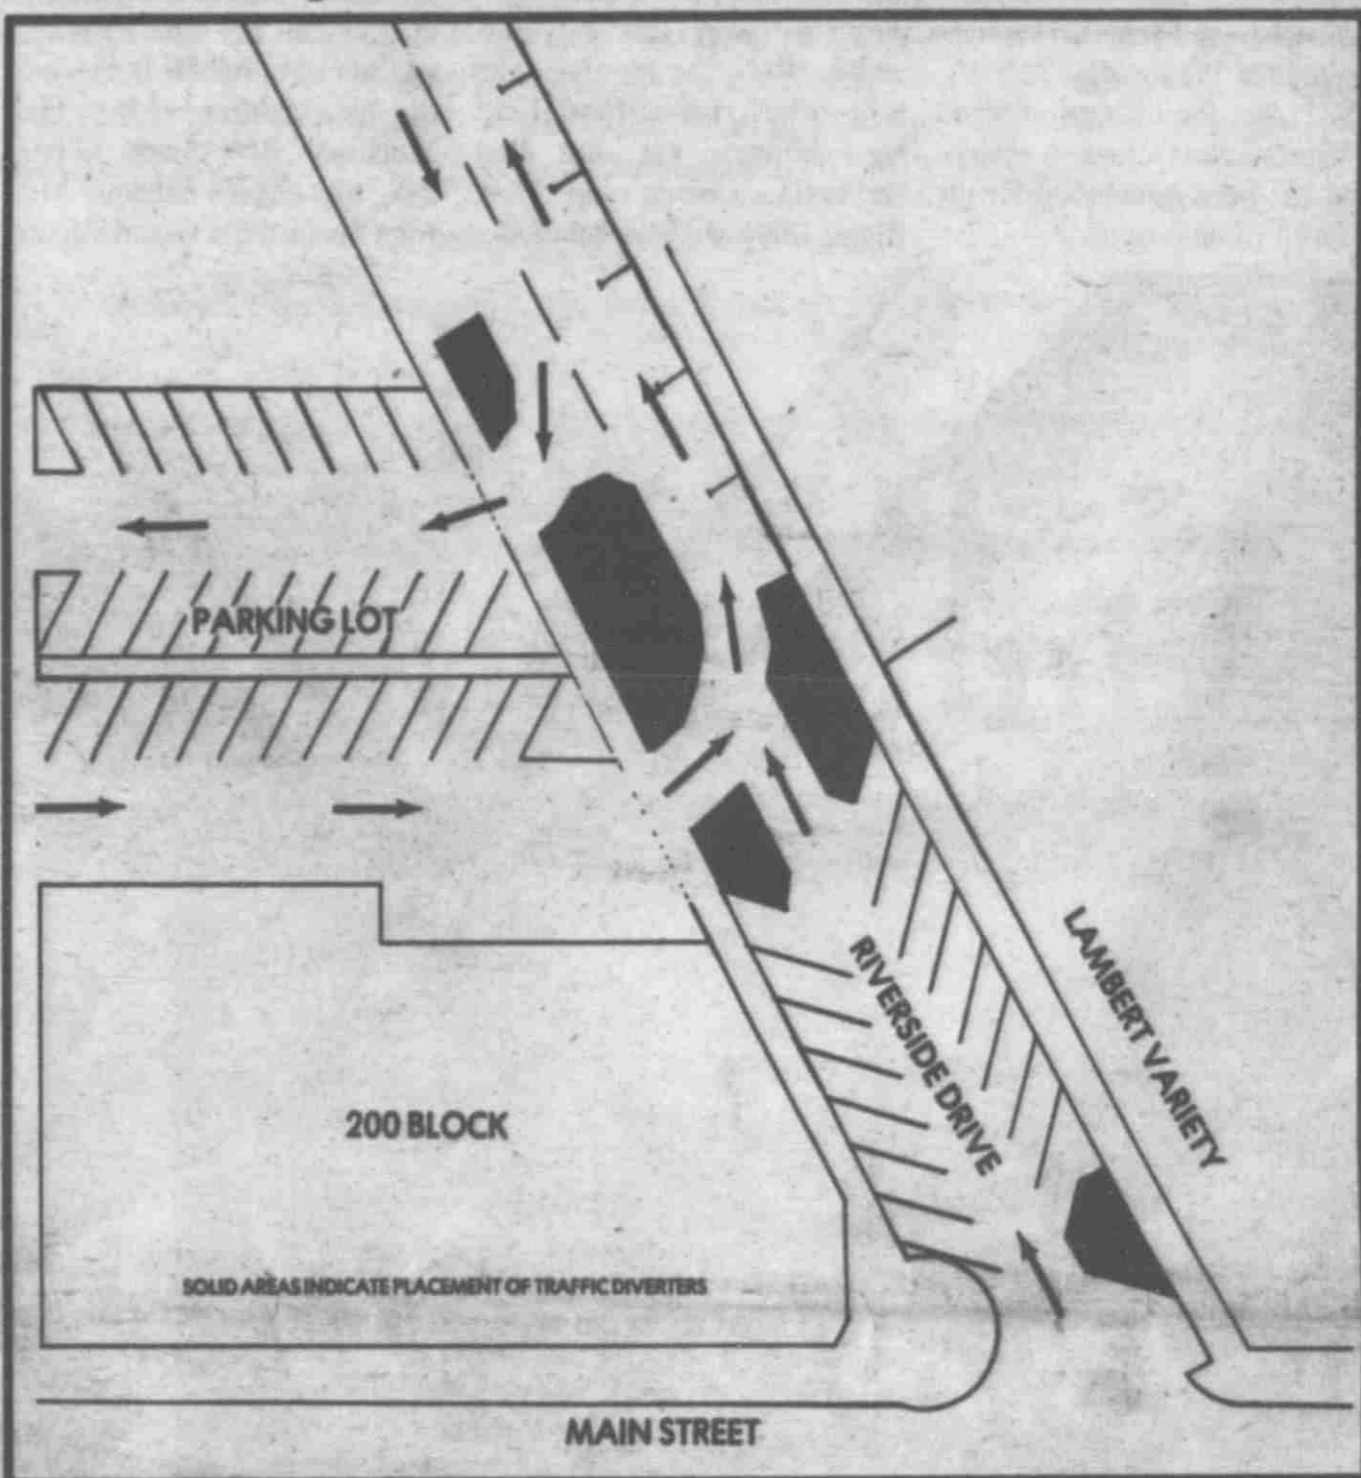 PARKING LOT
RIVERSIDE DRIVE
LAMBERT VARIETY
200 BLOCK
SOLID AREAS INDICATE PLACEMENT OF TRAFFIC DIVERTERS
MAIN STREET